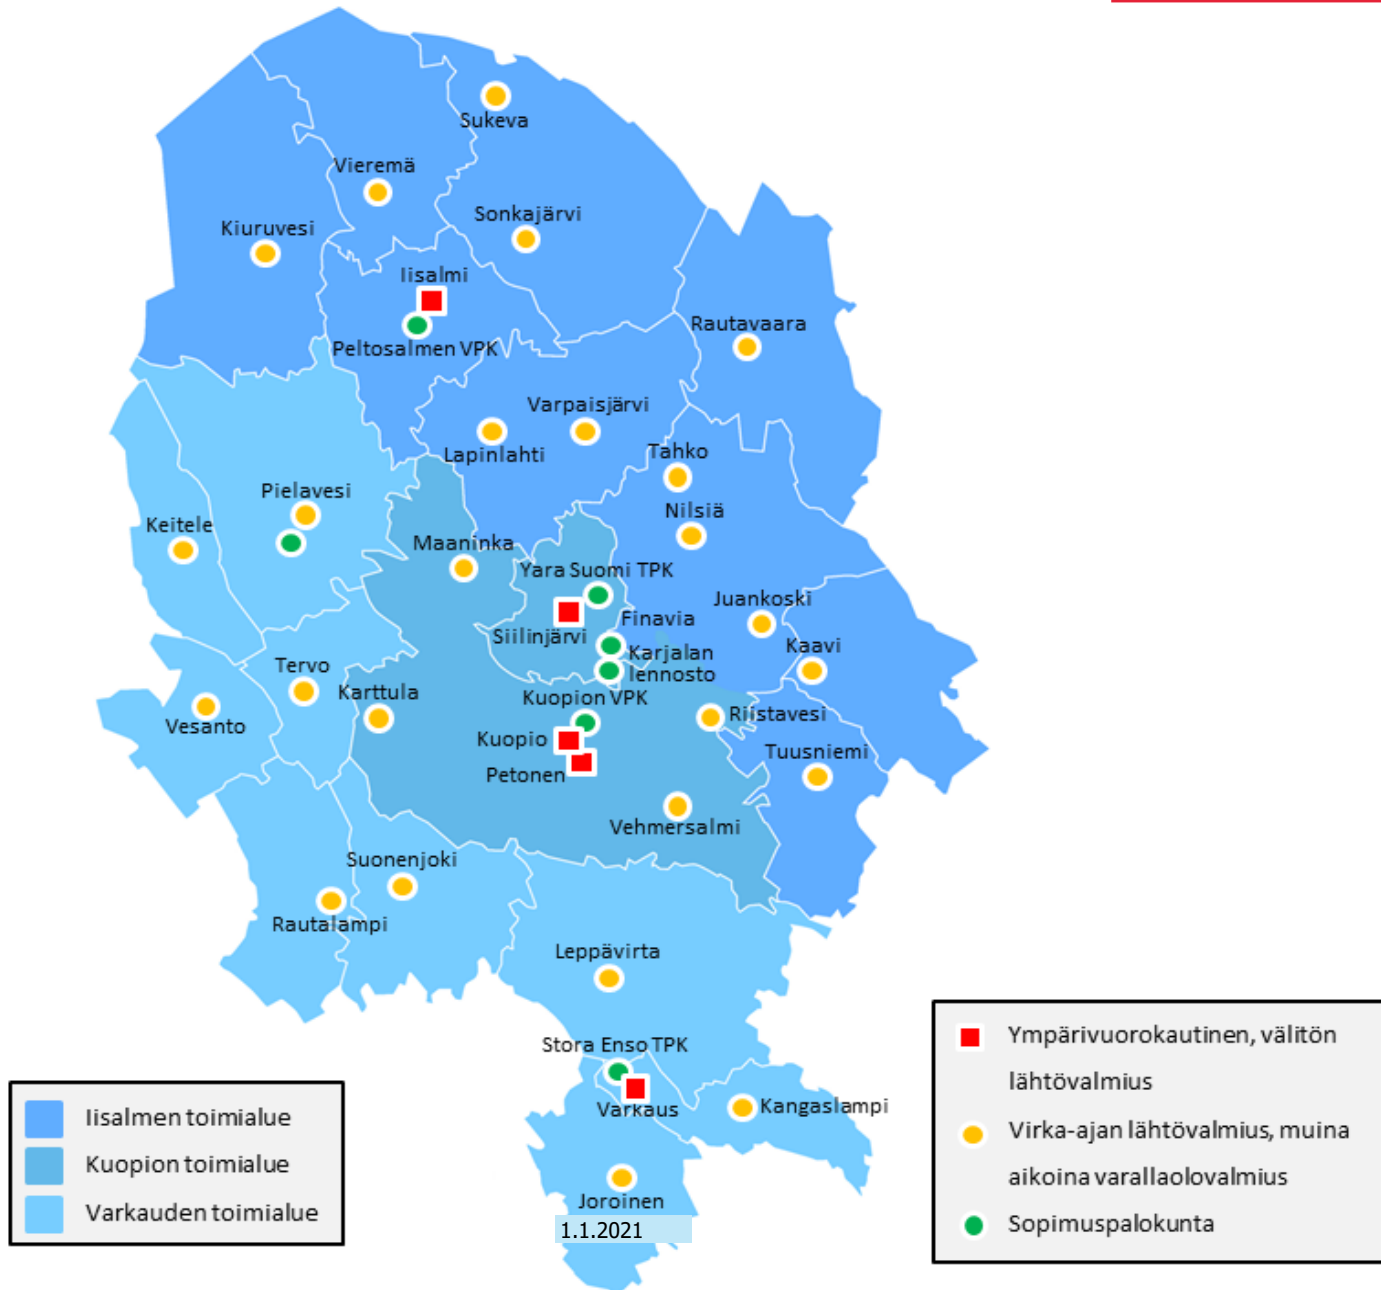 Sukeva
Vieremä
Sonkajärvi
Kiuruvesi
Iisalmi
Rautavaara
Peltosalmen VPK
Varpaisjärvi
Lapinlahti
Tahko
Pielavesi
Nilsiä
Keitele
Maaninka
Yara Suomi TPK
Juankoski
Finavia
Siilinjärvi
Kaavi
Karjalan
lennosto
Tervo
Karttula
Kuopion VPK
Riistavesi
Vesanto
Kuopio
Tuusniemi
Petonen
Vehmersalmi
Suonenjoki
Rautalampi
Leppävirta
Stora Enso TPK
Varkaus
Kangaslampi
Joroinen
1.1.2021
Iisalmen toimialue
Kuopion toimialue
Varkauden toimialue
Ympärivuorokautinen, välitön
lähtövalmius
Virka-ajan lähtövalmius, muina
aikoina varallaolovalmius
Sopimuspalokunta